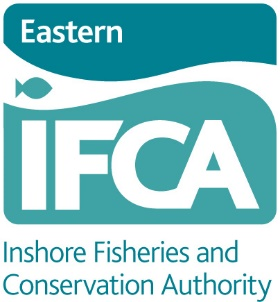 Eastern
IFCA
Inshore Fisheries and
Conservation Authority